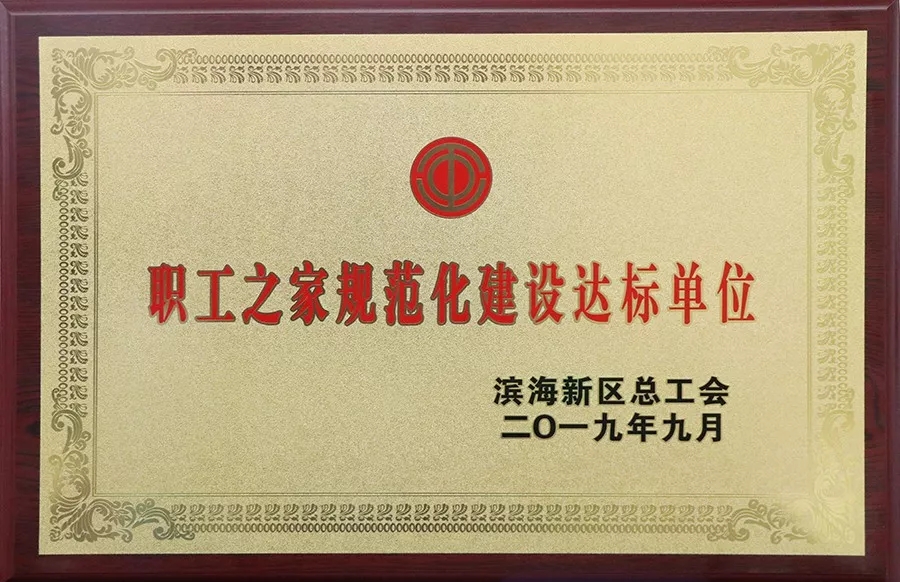 职工之家规范化建设达标单位
滨海新区总工会
二〇一九年九月